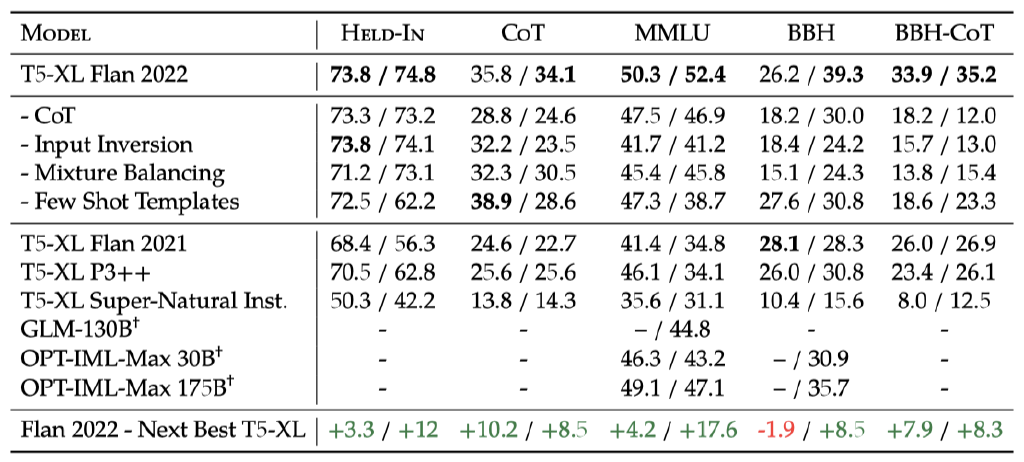 MODEL HELD-IN CoT MMLU BBH BBH-CoT
T5-XL Flan 2022 73.8 / 74.8 35.8 / 34.1 50.3 / 52.4 26.2 / 39.3 33.9 / 35.2
- CoT 73.3 / 73.2 28.8 / 24.6 47.5 / 46.9 18.2 / 30.0 18.2 / 12.0
- Input Inversion 73.8 / 74.1 32.2 / 23.5 41.7 / 41.2 18.4 / 24.2 15.7 / 13.0
- Mixture Balancing 71.2 / 73.1 32.3 / 30.5 45.4 / 45.8 15.1 / 24.3 13.8 / 15.4
- Few Shot Templates 72.5 / 62.2 38.9 / 28.6 47.3 / 38.7 27.6 / 30.8 18.6 / 23.3
T5-XL Flan 2021 68.4 / 56.3 24.6 / 22.7 41.4 / 34.8 28.1 / 28.3 26.0 / 26.9
T5-XL P3++ 70.5 / 62.8 25.6 / 25.6 46.1 / 34.1 26.0 / 30.8 23.4 / 26.1
T5-XL Super-Natural Inst. 50.3 / 42.2 13.8 / 14.3 35.6 / 31.1 10.4 / 15.6 8.0 / 12.5
GLM-130B† - - – / 44.8 - -
OPT-IML-Max 30B† - - 46.3 / 43.2 – / 30.9 -
OPT-IML-Max 175B† - - 49.1 / 47.1 – / 35.7 -
Flan 2022 - Next Best T5-XL +3.3 / +12 +10.2 / +8.5 +4.2 / +17.6 -1.9 / +8.5 +7.9 / +8.3